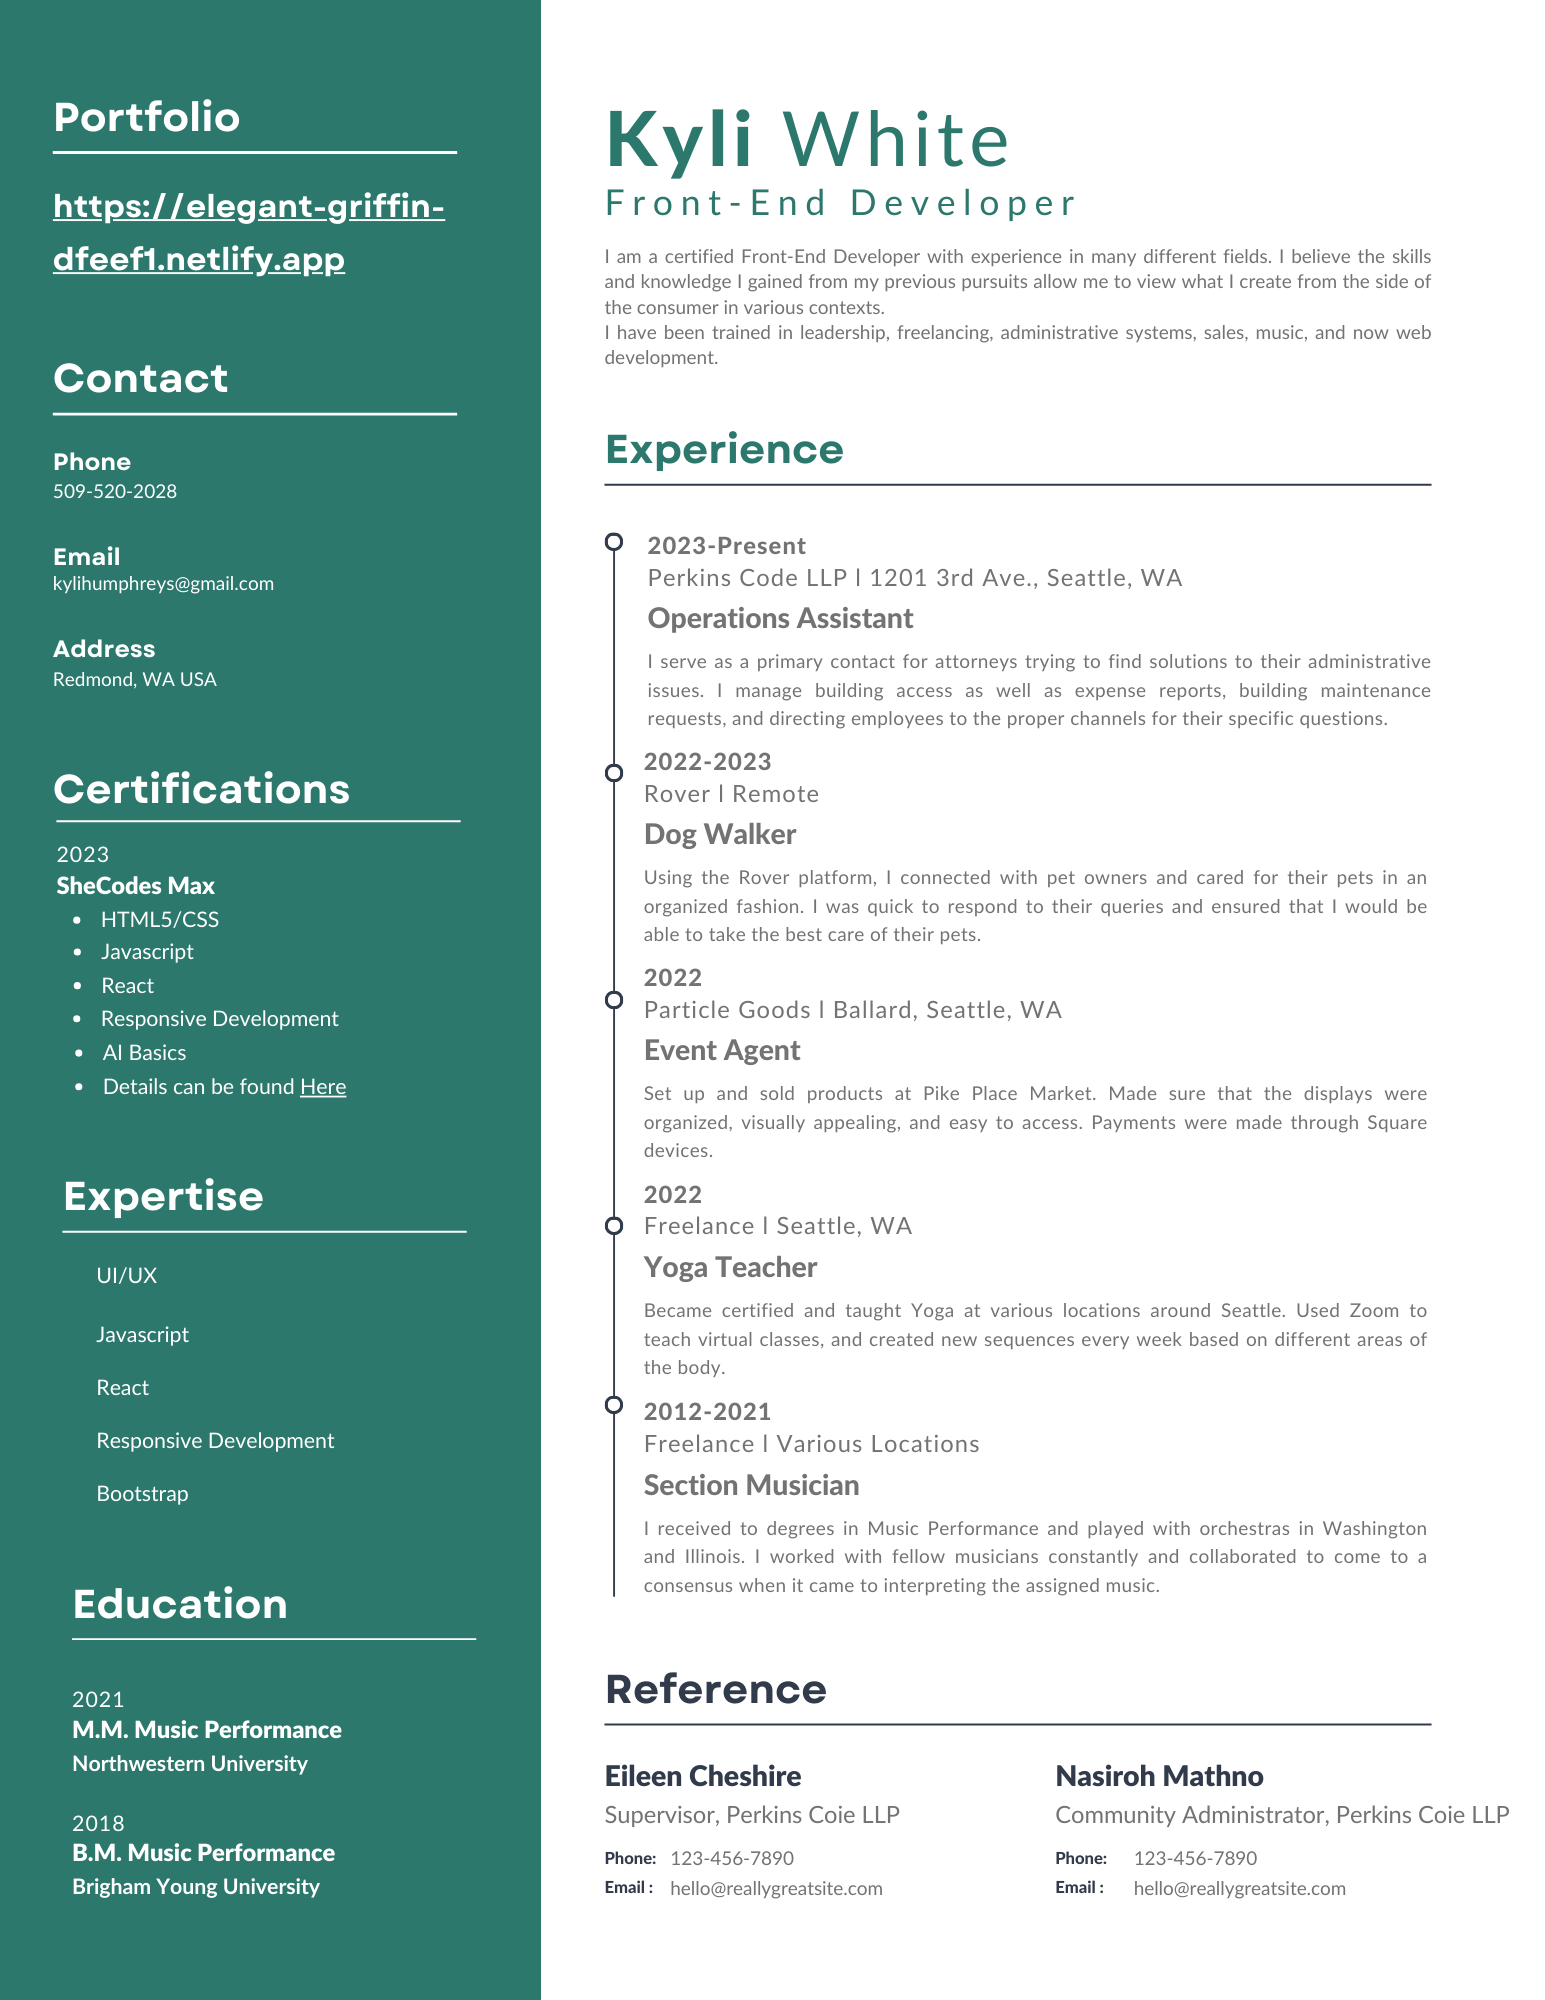 Portfolio
https://elegant-griffin-
dfeef1.netlify.app
Contact
Phone
509-520-2028
Email
kylihumphreys@gmail.com
Address
Redmond, WA USA
Certifications
2023
SheCodes Max
• HTML5/CSS
• Javascript
• React
• Responsive Development
• AI Basics
• Details can be found Here
Expertise
UI/UX
Javascript
React
Responsive Development
Bootstrap
Education
2021
M.M. Music Performance
Northwestern University
2018
B.M. Music Performance
Brigham Young University
Kyli White
Front-End Developer
I am a certified Front-End Developer with experience in many different fields. I believe the skills
and knowledge I gained from my previous pursuits allow me to view what I create from the side of
the consumer in various contexts.
I have been trained in leadership, freelancing, administrative systems, sales, music, and now web
development.
Experience
2023-Present
Perkins Code LLP l 1201 3rd Ave., Seattle, WA
Operations Assistant
I serve as a primary contact for attorneys trying to find solutions to their administrative
issues. I manage building access as well as expense reports, building maintenance
requests, and directing employees to the proper channels for their specific questions.
2022-2023
Rover l Remote
Dog Walker
Using the Rover platform, I connected with pet owners and cared for their pets in an
organized fashion. I was quick to respond to their queries and ensured that I would be
able to take the best care of their pets.
2022
Particle Goods l Ballard, Seattle, WA
Event Agent
Set up and sold products at Pike Place Market. Made sure that the displays were
organized, visually appealing, and easy to access. Payments were made through Square
devices.
2022
Freelance l Seattle, WA
Yoga Teacher
Became certified and taught Yoga at various locations around Seattle. Used Zoom to
teach virtual classes, and created new sequences every week based on different areas of
the body.
2012-2021
Freelance l Various Locations
Section Musician
I received to degrees in Music Performance and played with orchestras in Washington
and Illinois. I worked with fellow musicians constantly and collaborated to come to a
consensus when it came to interpreting the assigned music.
Reference
Eileen Cheshire
Supervisor, Perkins Coie LLP
Phone: 123-456-7890
Email : hello@reallygreatsite.com
Nasiroh Mathno
Community Administrator, Perkins Coie LLP
Phone: 123-456-7890
Email : hello@reallygreatsite.com